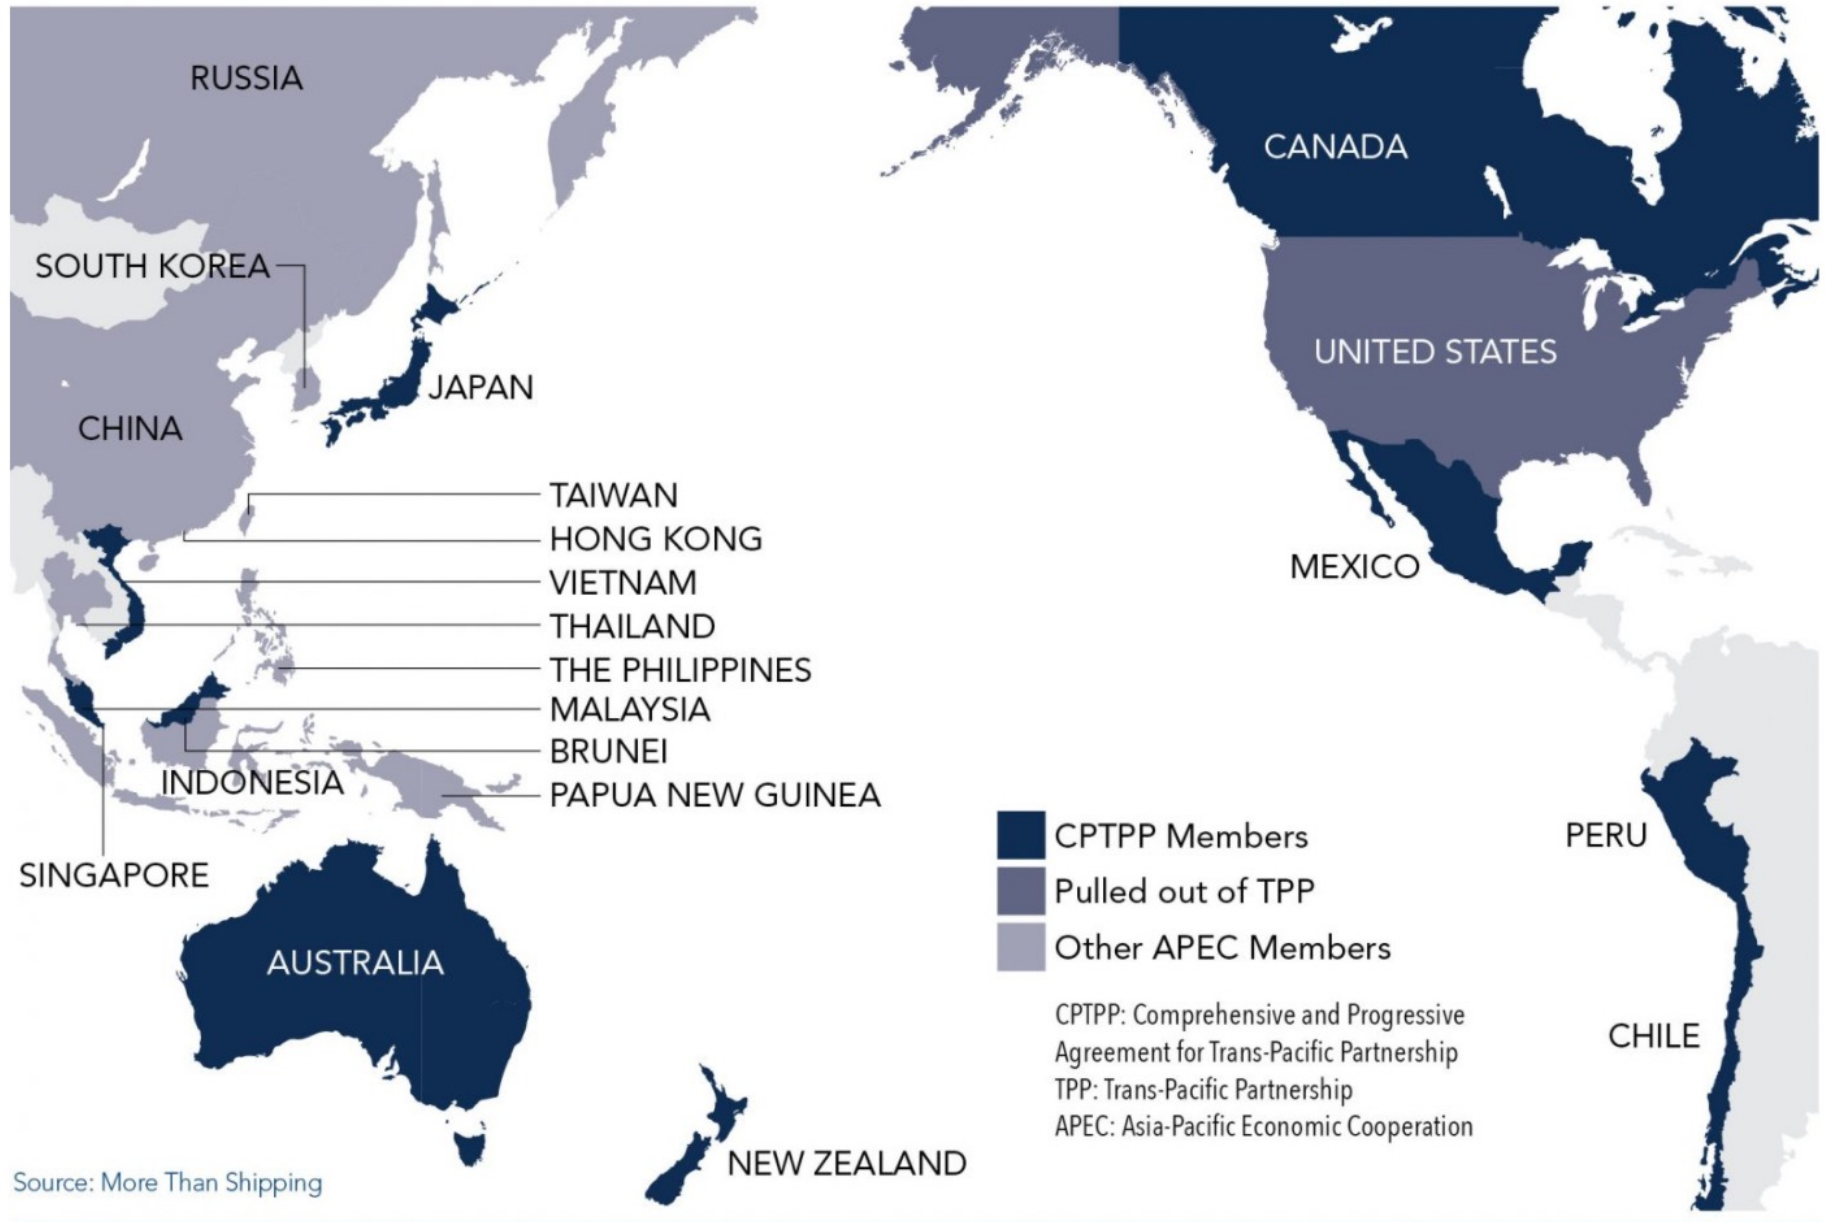 RUSSIA
CANADA
SOUTH KOREA
UNITED STATES
JAPAN
CHINA
TAIWAN
HONG KONG
MEXICO
VIETNAM
THAILAND
THE PHILIPPINES
MALAYSIA
BRUNEI
INDONESIA
PAPUA NEW GUINEA
SINGAPORE
PERU
CPTPP Members
Pulled out of TPP
Other APEC Members
AUSTRALIA
CPTPP: Comprehensive and Progressive
Agreement for Trans-Pacific Partnership
TPP: Trans-Pacific Partnership
APEC: Asia-Pacific Economic Cooperation
CHILE
NEW ZEALAND
Source: More Than Shipping